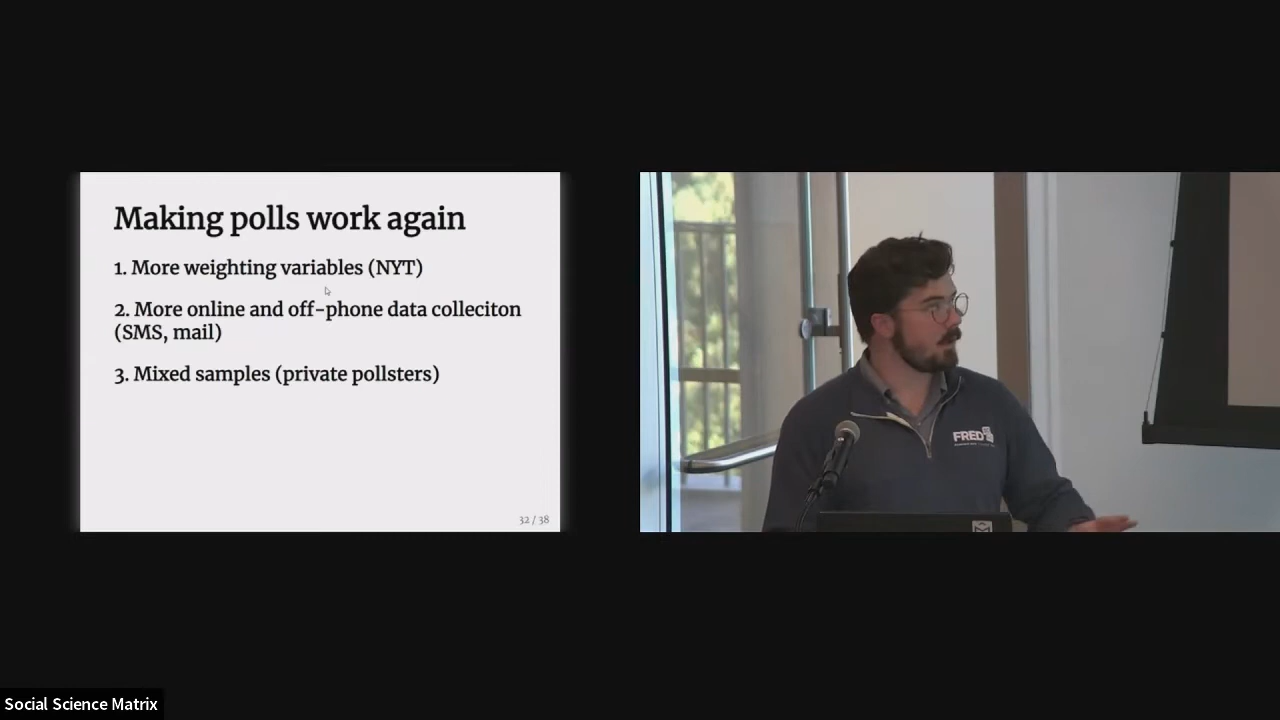 Making polls work again
1. More weighting variables (NYT)
2. More online and off-phone data colleciton
(SMS, mail)
3. Mixed samples (private pollsters)
32 / 38
FRED
Social Science Matrix